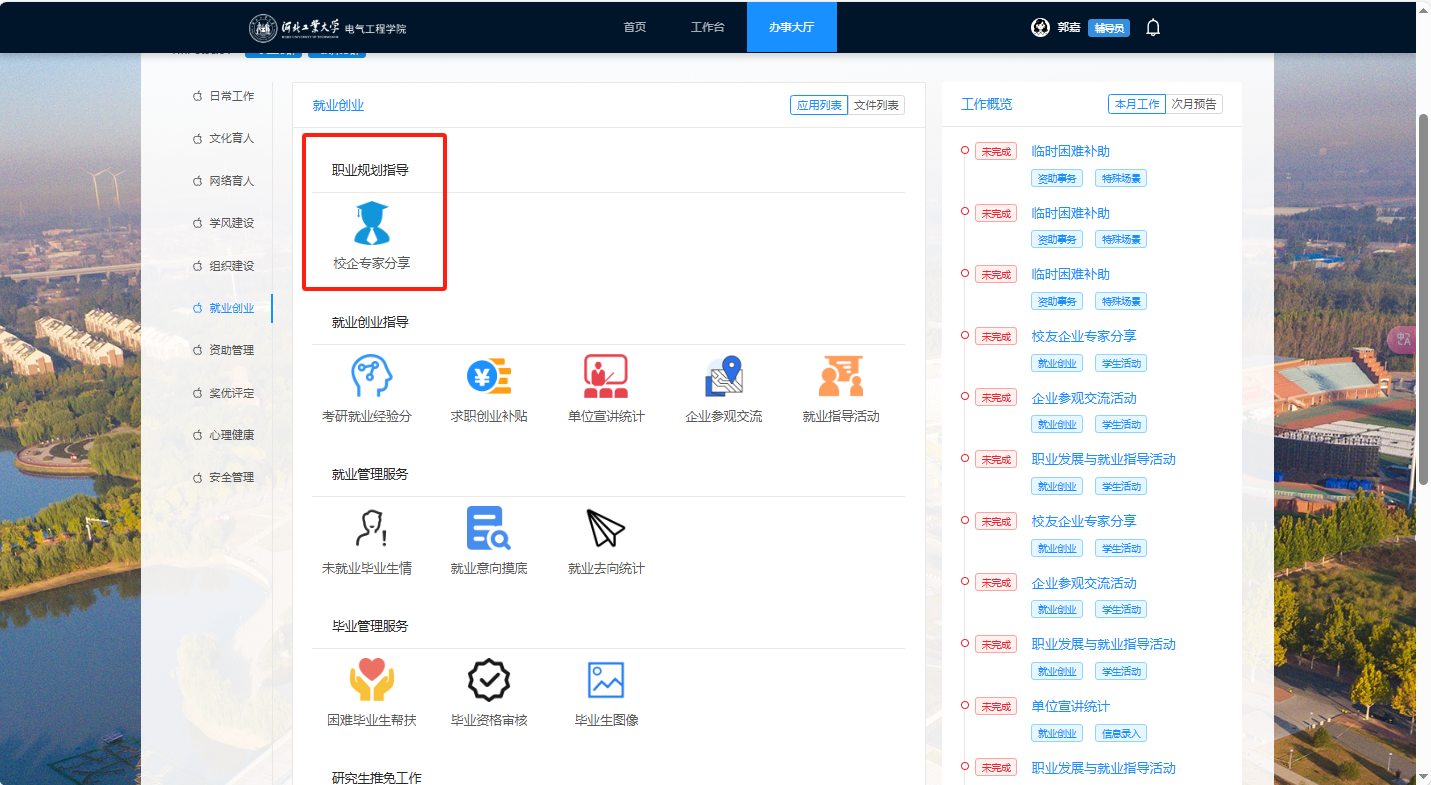 河北工業大学 电气工程学院
首页 工作台 办事大厅
郭嘉 辅导员
日常工作
文化育人
网络育人
学风建设
组织建设
就业创业
资助管理
奖优评定
心理健康
安全管理
就业创业 应用列表 文件列表
职业规划指导
校企专家分享
就业创业指导
考研就业经验分 求职创业补贴 单位宣讲统计 企业参观交流 就业指导活动
就业管理服务
未就业毕业生情 就业意向摸底 就业去向统计
毕业管理服务
困难毕业生帮扶 毕业资格审核 毕业生图像
研究生推免工作
工作概览 本月工作 次月预告
未完成 临时困难补助
资助事务 特殊场景
未完成 临时困难补助
资助事务 特殊场景
未完成 临时困难补助
资助事务 特殊场景
未完成 校友企业专家分享
就业创业 学生活动
未完成 企业参观交流活动
就业创业 学生活动
未完成 职业发展与就业指导活动
就业创业 学生活动
未完成 校友企业专家分享
就业创业 学生活动
未完成 企业参观交流活动
就业创业 学生活动
未完成 职业发展与就业指导活动
就业创业 学生活动
未完成 单位宣讲统计
就业创业 信息录入
未完成 职业发展与就业指导活动